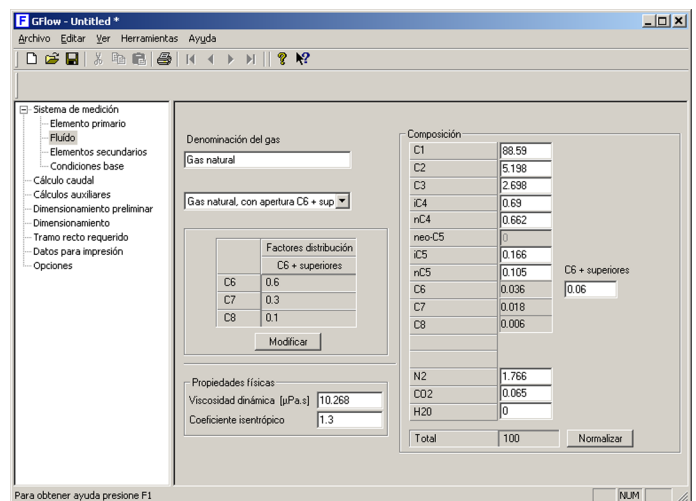 GFlow - Untitled *
Archivo Editar Ver Herramientas Ayuda
Sistema de medición
Elemento primario
Fluído
Elementos secundarios
Condiciones base
Cálculo caudal
Cálculos auxiliares
Dimensionamiento preliminar
Dimensionamiento
Tramo recto requerido
Datos para impresión
Opciones
Denominación del gas
Gas natural
Gas natural, con apertura C6 + sup
Factores distribución
C6 + superiores
C6 0.6
C7 0.3
C8 0.1
Modificar
Propiedades físicas
Viscosidad dinámica [µPa.s] 10.268
Coeficiente isentrópico 1.3
Composición
C1 88.59
C2 5.198
C3 2.698
iC4 0.69
nC4 0.662
neo-C5 0
iC5 0.166
nC5 0.105
C6 + superiores
0.06
C6 0.036
C7 0.018
C8 0.006
N2 1.766
CO2 0.065
H20 0
Total 100 Normalizar
Para obtener ayuda presione F1 NUM